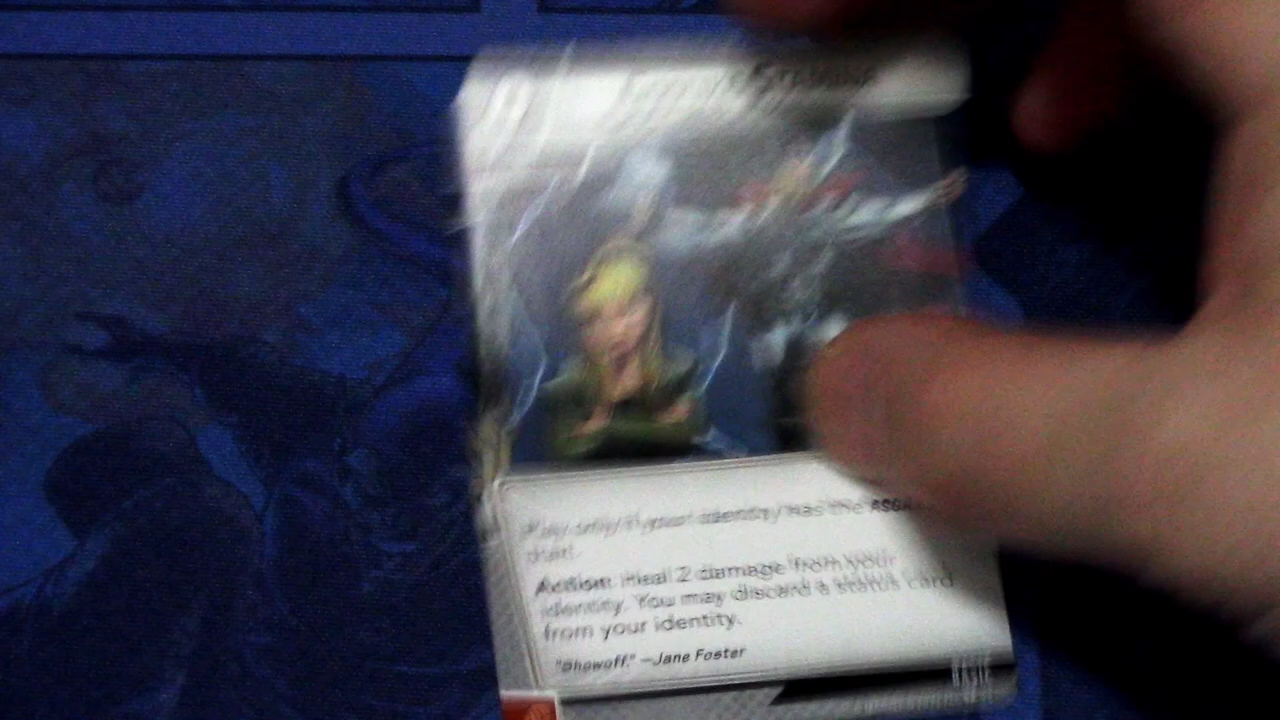 Play only if your identity has the ASGA
trait.
Action: Heal 2 damage from your
identity. You may discard a status card
from your identity.
"Showoff." —Jane Foster